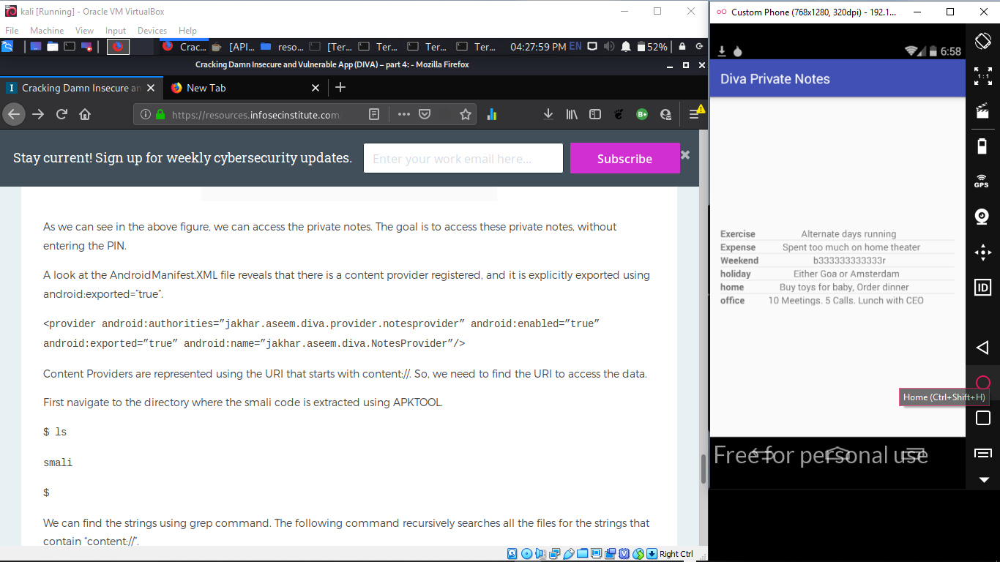 kali [Running] - Oracle VM VirtualBox
File Machine View Input Devices Help
Crac... [API... reso... [Ter... Ter... Ter... Ter... 04:27:59 PM EN 52%
Cracking Damn Insecure and Vulnerable App (DIVA) – part 4: - Mozilla Firefox
Cracking Damn Insecure an
New Tab
https://resources.infosecinstitute.com
Stay current! Sign up for weekly cybersecurity updates.
Enter your work email here...
Subscribe
As we can see in the above figure, we can access the private notes. The goal is to access these private notes, without
entering the PIN.
A look at the AndroidManifest.XML file reveals that there is a content provider registered, and it is explicitly exported using
android:exported=”true”.
<provider android:authorities=”jakhar.aseem.diva.provider.notesprovider” android:enabled=”true”
android:exported=”true” android:name=”jakhar.aseem.diva.NotesProvider”/>
Content Providers are represented using the URI that starts with content://. So, we need to find the URI to access the data.
First navigate to the directory where the smali code is extracted using APKTOOL.
$ ls
smali
$
We can find the strings using grep command. The following command recursively searches all the files for the strings that
contain “content://”.
Right Ctrl
Custom Phone (768x1280, 320dpi) - 192.1...
6:58
Diva Private Notes
Exercise Alternate days running
Expense Spent too much on home theater
Weekend b333333333333r
holiday Either Goa or Amsterdam
home Buy toys for baby, Order dinner
office 10 Meetings. 5 Calls. Lunch with CEO
Free for personal use
1:1
GPS
ID
Home (Ctrl+Shift+H)